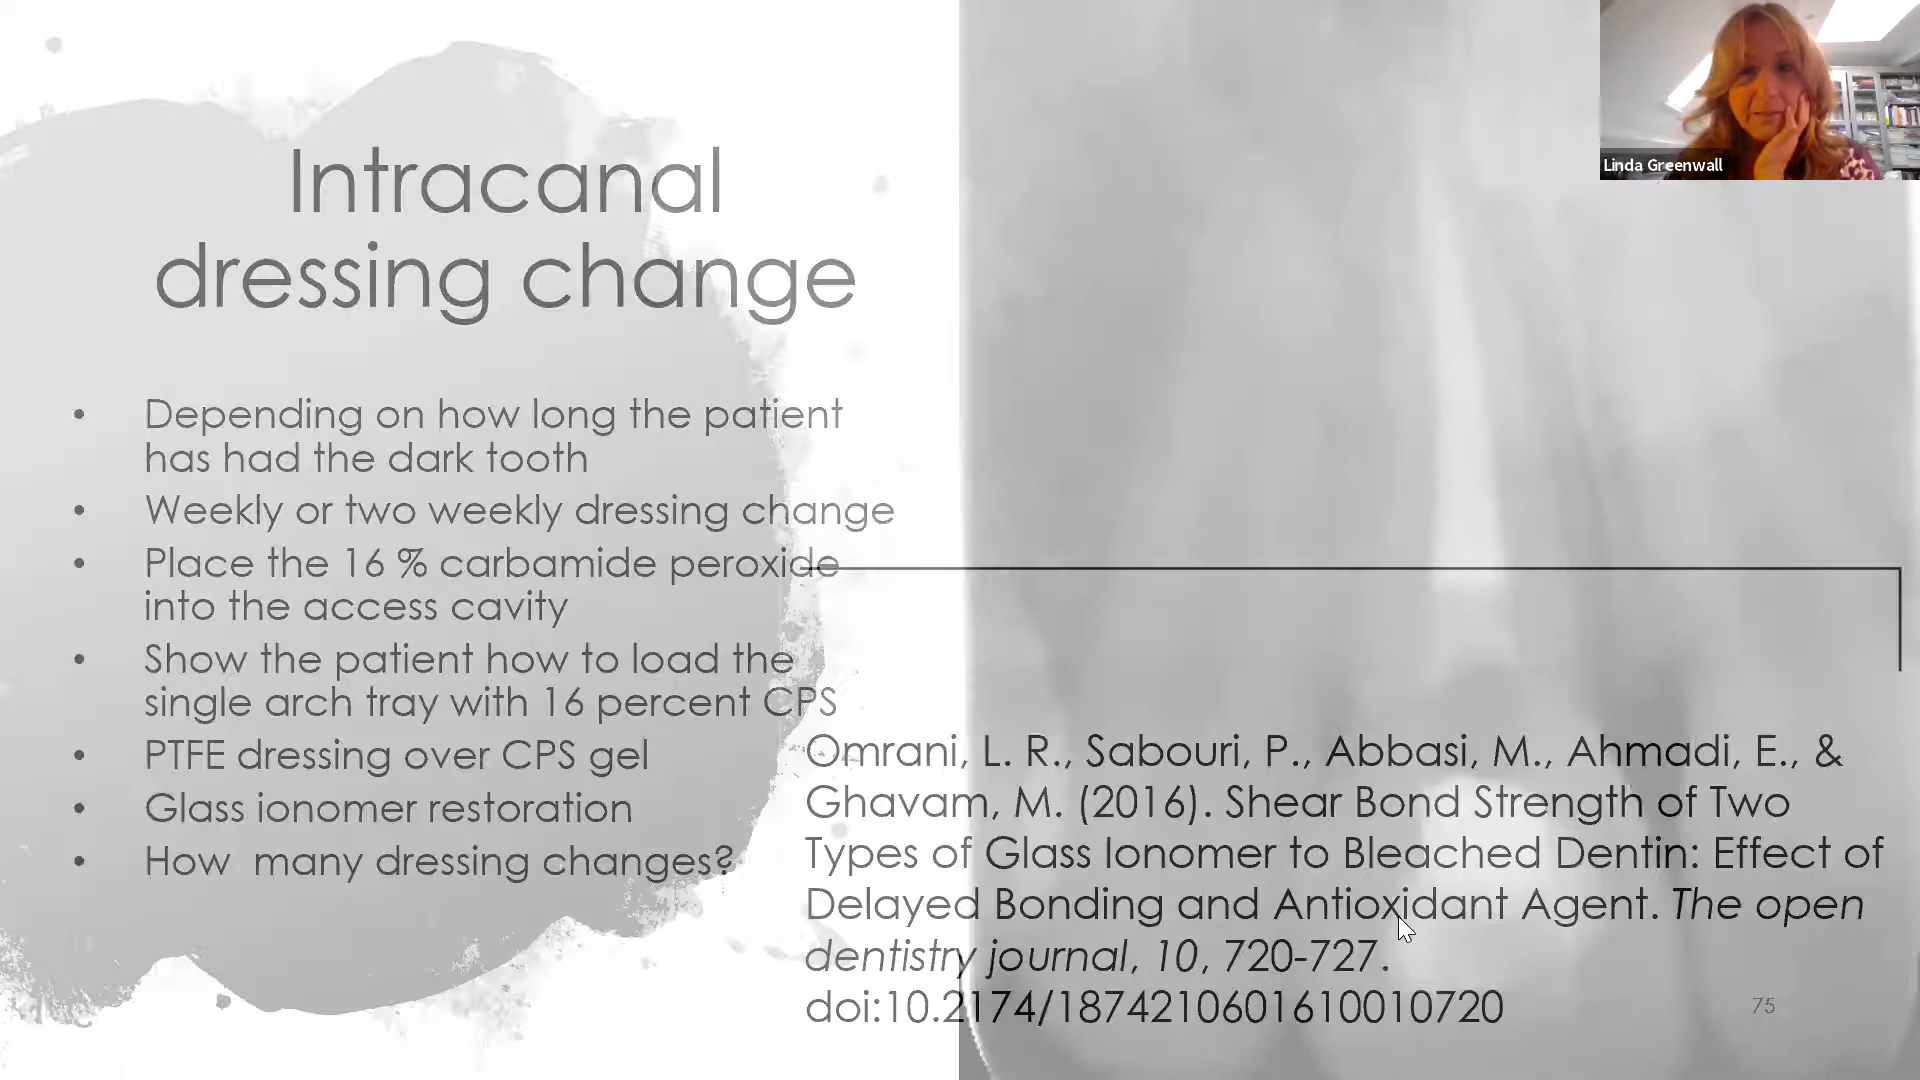 Intracanal
dressing change
• Depending on how long the patient
has had the dark tooth
• Weekly or two weekly dressing change
• Place the 16 % carbamide peroxide
into the access cavity
• Show the patient how to load the
single arch tray with 16 percent CPS
• PTFE dressing over CPS gel
• Glass ionomer restoration
• How  many dressing changes?
Omrani, L. R., Sabouri, P., Abbasi, M., Ahmadi, E., &
Ghavam, M. (2016). Shear Bond Strength of Two
Types of Glass Ionomer to Bleached Dentin: Effect of
Delayed Bonding and Antioxidant Agent. The open
dentistry journal, 10, 720-727.
doi:10.2174/1874210601610010720
75
Linda Greenwall